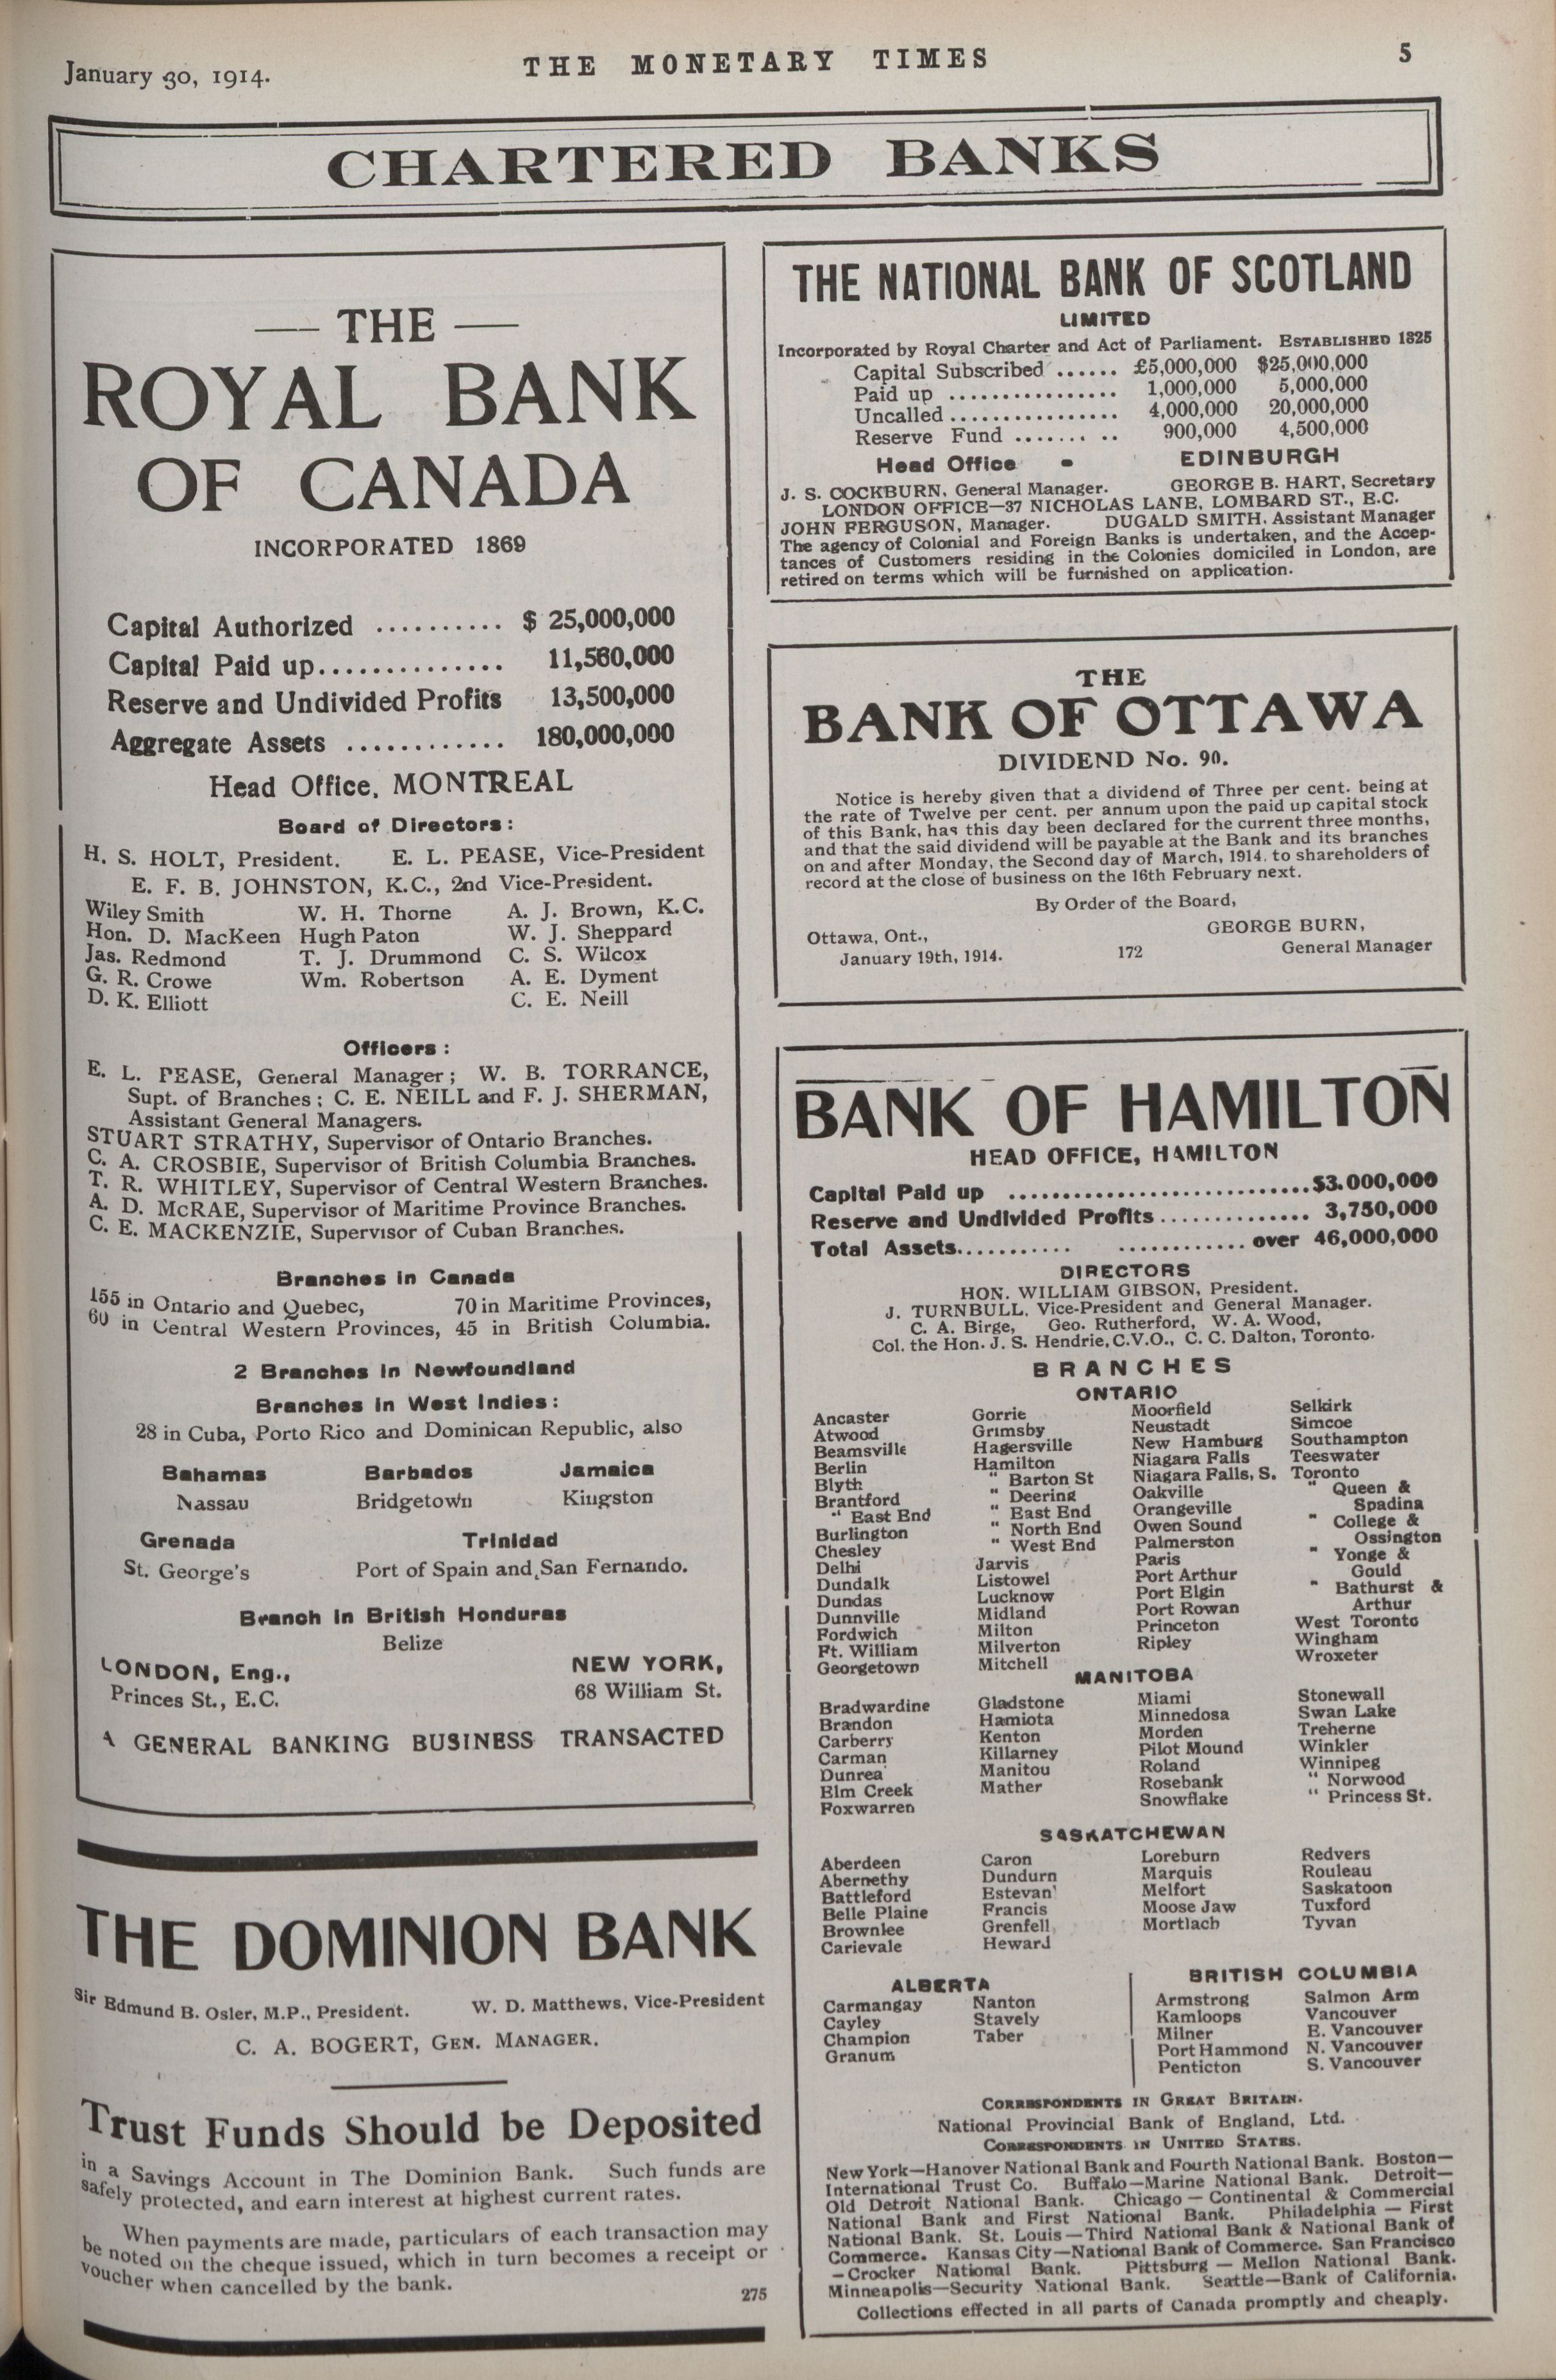 January 30, 1914.
THE MONETARY TIMES
5
CHARTERED BANKS
— THE —
ROYAL BANK
OF CANADA
INCORPORATED 1869
Capital Authorized .......... $ 25,000,000
Capital Paid up.............. 11,560,000
Reserve and Undivided Profits 13,500,000
Aggregate Assets ............ 180,000,000
Head Office, MONTREAL
Board of Directors:
H. S. HOLT, President. E. L. PEASE, Vice-President
E. F. B. JOHNSTON, K.C., 2nd Vice-President.
Wiley Smith W. H. Thorne A. J. Brown, K.C.
Hon. D. MacKeen Hugh Paton W. J. Sheppard
Jas. Redmond T. J. Drummond C. S. Wilcox
G. R. Crowe Wm. Robertson A. E. Dyment
D. K. Elliott C. E. Neill
Officers:
E. L. PEASE, General Manager; W. B. TORRANCE,
Supt. of Branches; C. E. NEILL and F. J. SHERMAN,
Assistant General Managers.
STUART STRATHY, Supervisor of Ontario Branches.
C. A. CROSBIE, Supervisor of British Columbia Branches.
T. R. WHITLEY, Supervisor of Central Western Branches.
A. D. McRAE, Supervisor of Maritime Province Branches.
C. E. MACKENZIE, Supervisor of Cuban Branches.
Branches in Canada
155 in Ontario and Quebec, 70 in Maritime Provinces,
60 in Central Western Provinces, 45 in British Columbia.
2 Branches in Newfoundland
Branches in West Indies:
28 in Cuba, Porto Rico and Dominican Republic, also
Bahamas Barbados Jamaica
Nassau Bridgetown Kingston
Grenada Trinidad
St. George's Port of Spain and San Fernando.
Branch in British Honduras
Belize
LONDON, Eng., NEW YORK,
Princes St., E.C. 68 William St.
A GENERAL BANKING BUSINESS TRANSACTED
THE DOMINION BANK
Sir Edmund B. Osler, M.P., President. W. D. Matthews, Vice-President
C. A. BOGERT, GEN. MANAGER.
Trust Funds Should be Deposited
in a Savings Account in The Dominion Bank. Such funds are
safely protected, and earn interest at highest current rates.
When payments are made, particulars of each transaction may
be noted on the cheque issued, which in turn becomes a receipt or
voucher when cancelled by the bank.
275
THE NATIONAL BANK OF SCOTLAND
LIMITED
Incorporated by Royal Charter and Act of Parliament. ESTABLISHED 1825
Capital Subscribed ...... £5,000,000 $25,000,000
Paid up ................ 1,000,000 5,000,000
Uncalled................ 4,000,000 20,000,000
Reserve Fund ....... .. 900,000 4,500,000
Head Office - EDINBURGH
J. S. COCKBURN, General Manager. GEORGE B. HART, Secretary
LONDON OFFICE—37 NICHOLAS LANE, LOMBARD ST., E.C.
JOHN FERGUSON, Manager. DUGALD SMITH, Assistant Manager
The agency of Colonial and Foreign Banks is undertaken, and the Accep-
tances of Customers residing in the Colonies domiciled in London, are
retired on terms which will be furnished on application.
THE
BANK OF OTTAWA
DIVIDEND No. 90.
Notice is hereby given that a dividend of Three per cent. being at
the rate of Twelve per cent. per annum upon the paid up capital stock
of this Bank, has this day been declared for the current three months,
and that the said dividend will be payable at the Bank and its branches
on and after Monday, the Second day of March, 1914. to shareholders of
record at the close of business on the 16th February next.
By Order of the Board,
GEORGE BURN,
Ottawa, Ont.,
January 19th, 1914. 172 General Manager
BANK OF HAMILTON
HEAD OFFICE, HAMILTON
Capital Paid up ............................$3.000,000
Reserve and Undivided Profits.............. 3,750,000
Total Assets........... ............ over 46,000,000
DIRECTORS
HON. WILLIAM GIBSON, President.
J. TURNBULL, Vice-President and General Manager.
C. A. Birge, Geo. Rutherford, W. A. Wood,
Col. the Hon. J. S. Hendrie, C.V.O., C. C. Dalton, Toronto.
BRANCHES
ONTARIO
Ancaster Gorrie Moorfield Selkirk
Atwood Grimsby Neustadt Simcoe
Beamsville Hagersville New Hamburg Southampton
Berlin Hamilton Niagara Falls Teeswater
Blyth " Barton St Niagara Falls, S. Toronto
Brantford " Deering Oakville " Queen &
" East End " East End Orangeville Spadina
Burlington " North End Owen Sound " College &
Chesley " West End Palmerston Ossington
Delhi Jarvis Paris " Yonge &
Dundalk Listowel Port Arthur Gould
Dundas Lucknow Port Elgin " Bathurst &
Dunnville Midland Port Rowan Arthur
Fordwich Milton Princeton West Toronto
Ft. William Milverton Ripley Wingham
Georgetown Mitchell Wroxeter
MANITOBA
Bradwardine Gladstone Miami Stonewall
Brandon Hamiota Minnedosa Swan Lake
Carberry Kenton Morden Treherne
Carman Killarney Pilot Mound Winkler
Dunrea Manitou Roland Winnipeg
Elm Creek Mather Rosebank " Norwood
Foxwarren Snowflake " Princess St.
SASKATCHEWAN
Aberdeen Caron Loreburn Redvers
Abernethy Dundurn Marquis Rouleau
Battleford Estevan Melfort Saskatoon
Belle Plaine Francis Moose Jaw Tuxford
Brownlee Grenfell Mortlach Tyvan
Carievale Heward
ALBERTA
Carmangay Nanton
Cayley Stavely
Champion Taber
Granum
BRITISH COLUMBIA
Armstrong Salmon Arm
Kamloops Vancouver
Milner E. Vancouver
Port Hammond N. Vancouver
Penticton S. Vancouver
CORRESPONDENTS IN GREAT BRITAIN.
National Provincial Bank of England, Ltd.
CORRESPONDENTS IN UNITED STATES.
New York—Hanover National Bank and Fourth National Bank. Boston—
International Trust Co. Buffalo—Marine National Bank. Detroit—
Old Detroit National Bank. Chicago — Continental & Commercial
National Bank and First National Bank. Philadelphia — First
National Bank. St. Louis—Third National Bank & National Bank of
Commerce. Kansas City—National Bank of Commerce. San Francisco
—Crocker National Bank. Pittsburg — Mellon National Bank.
Minneapolis—Security National Bank. Seattle—Bank of California.
Collections effected in all parts of Canada promptly and cheaply.